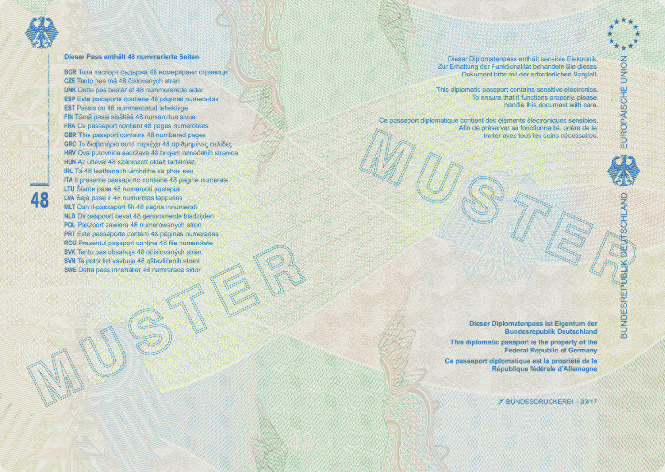 Dieser Pass enthält 48 nummerierte Seiten
BGR Този паспорт съдържа 48 номерирани страници
CZE Tento pas má 48 číslovaných stran
DNK Dette pas består af 48 nummererede sider
ESP Este pasaporte contiene 48 páginas numeradas
EST Passis on 48 nummerdatud lehekülge
FIN Tämä passi sisältää 48 numeroitua sivua
FRA Ce passeport contient 48 pages numérotées
GBR This passport contains 48 numbered pages
GRC Το διαβατήριο αυτό περιέχει 48 αριθμημένες σελίδες
HRV Ova putovnica sadržava 48 brojem označenih stranica
HUN Az útlevél 48 számozott oldalt tartalmaz
IRL Tá 48 leathanach uimhrithe sa phas seo
ITA Il presente passaporto contiene 48 pagine numerate
LTU Šiame pase 48 numeruoti puslapiai
LVA Šajā pasē ir 48 numurētas lappuses
MLT Dan il-passaport fih 48 paġna innumerati
NLD Dit paspoort bevat 48 genummerde bladzijden
POL Paszport zawiera 48 numerowanych stron
PRT Este passaporte contém 48 páginas numeradas
ROU Prezentul pașaport conține 48 file numerotate
SVK Tento pas obsahuje 48 očíslovaných strán
SVN Ta potni list vsebuje 48 oštevilčenih strani
SWE Detta pass innehåller 48 numrerade sidor
48
MUSTER
Dieser Diplomatenpass enthält sensible Elektronik.
Zur Erhaltung der Funktionalität behandeln Sie dieses
Dokument bitte mit der erforderlichen Sorgfalt.
This diplomatic passport contains sensitive electronics.
To ensure that it functions properly, please
handle this document with care.
Ce passeport diplomatique contient des éléments électroniques sensibles.
Afin de préserver sa fonctionnalité, prière de le
traiter avec tous les soins nécessaires.
MUSTER
Dieser Diplomatenpass ist Eigentum der
Bundesrepublik Deutschland
This diplomatic passport is the property of the
Federal Republic of Germany
Ce passeport diplomatique est la propriété de la
République fédérale d'Allemagne
BUNDESDRUCKEREI - 03/17
EUROPÄISCHE UNION
BUNDESREPUBLIK DEUTSCHLAND